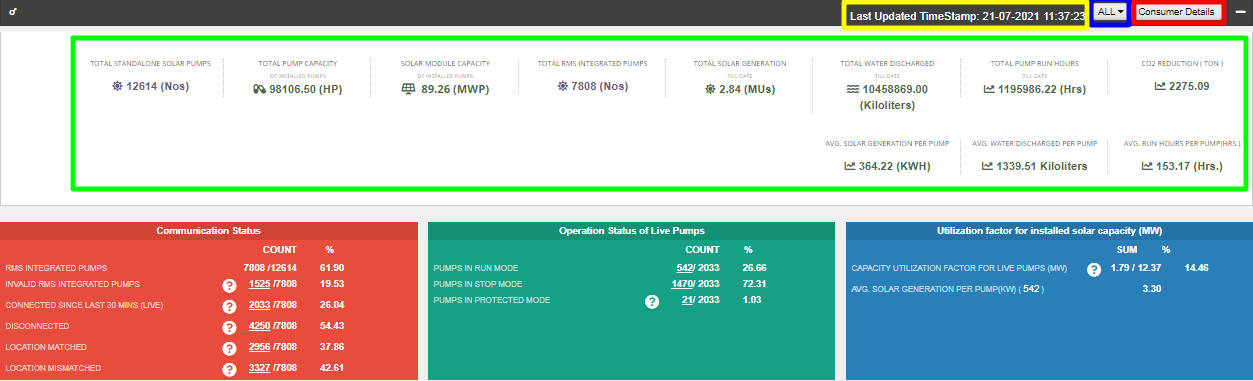 Last Updated TimeStamp: 21-07-2021 11:37:23 ALL Consumer Details
TOTAL STANDALONE SOLAR PUMPS
12614 (Nos)
TOTAL PUMP CAPACITY
OF INSTALLED PUMPS
98106.50 (HP)
SOLAR MODULE CAPACITY
OF INSTALLED PUMPS
89.26 (MWP)
TOTAL RMS INTEGRATED PUMPS
7808 (Nos)
TOTAL SOLAR GENERATION
TILL DATE
2.84 (MUs)
TOTAL WATER DISCHARGED
TILL DATE
10458869.00
(Kiloliters)
TOTAL PUMP RUN HOURS
TILL DATE
1195986.22 (Hrs)
CO2 REDUCTION ( TON )
2275.09
AVG. SOLAR GENERATION PER PUMP
364.22 (KWH)
AVG. WATER DISCHARGED PER PUMP
1339.51 Kiloliters
AVG. RUN HOURS PER PUMP(HRS.)
153.17 (Hrs.)
Communication Status
COUNT %
RMS INTEGRATED PUMPS 7808 /12614 61.90
INVALID RMS INTEGRATED PUMPS ? 1525 /7808 19.53
CONNECTED SINCE LAST 30 MINS (LIVE) ? 2033 /7808 26.04
DISCONNECTED ? 4250 /7808 54.43
LOCATION MATCHED ? 2956 /7808 37.86
LOCATION MISMATCHED ? 3327 /7808 42.61
Operation Status of Live Pumps
COUNT %
PUMPS IN RUN MODE 542/ 2033 26.66
PUMPS IN STOP MODE 1470/ 2033 72.31
PUMPS IN PROTECTED MODE ? 21/ 2033 1.03
Utilization factor for installed solar capacity (MW)
SUM %
CAPACITY UTILIZATION FACTOR FOR LIVE PUMPS (MW) ? 1.79 / 12.37 14.46
AVG. SOLAR GENERATION PER PUMP(KW) ( 542 ) 3.30